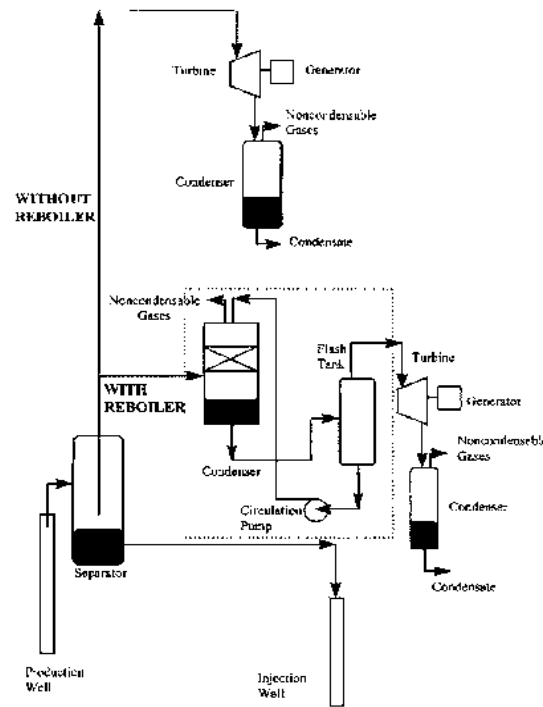 Turbine
Generator
Noncondensable
Gases
Condenser
Condensate
WITHOUT
REBOILER
Noncondensable
Gases
Flash
Tank
Turbine
WITH
REBOILER
Generator
Condenser
Noncondensable
Gases
Circulation
Pump
Condenser
Separator
Condensate
Production
Well
Injection
Well